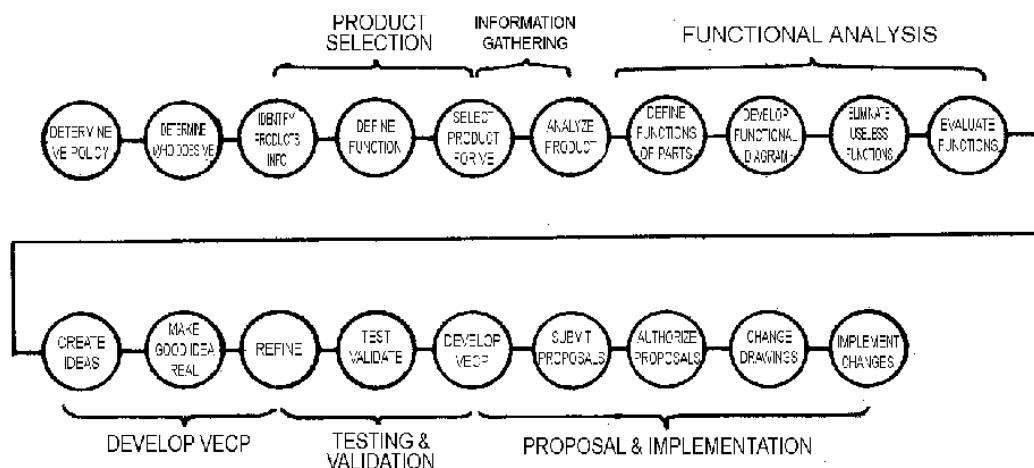 PRODUCT
SELECTION
INFORMATION
GATHERING
FUNCTIONAL ANALYSIS
DETERMINE
VE POLICY
DETERMINE
WHO DOES VE
IDENTIFY
PRODUCTS
INFO
DEFINE
FUNCTION
SELECT
PRODUCT
FOR VE
ANALYZE
PRODUCT
DEFINE
FUNCTIONS
OF PARTS
DEVELOP
FUNCTIONAL
DIAGRAM
ELIMINATE
USELESS
FUNCTIONS
EVALUATE
FUNCTIONS
CREATE
IDEAS
MAKE
GOOD IDEA
REAL
REFINE
TEST
VALIDATE
DEVELOP
VECP
SUBMIT
PROPOSALS
AUTHORIZE
PROPOSALS
CHANGE
DRAWINGS
IMPLEMENT
CHANGES
DEVELOP VECP
TESTING &
VALIDATION
PROPOSAL & IMPLEMENTATION